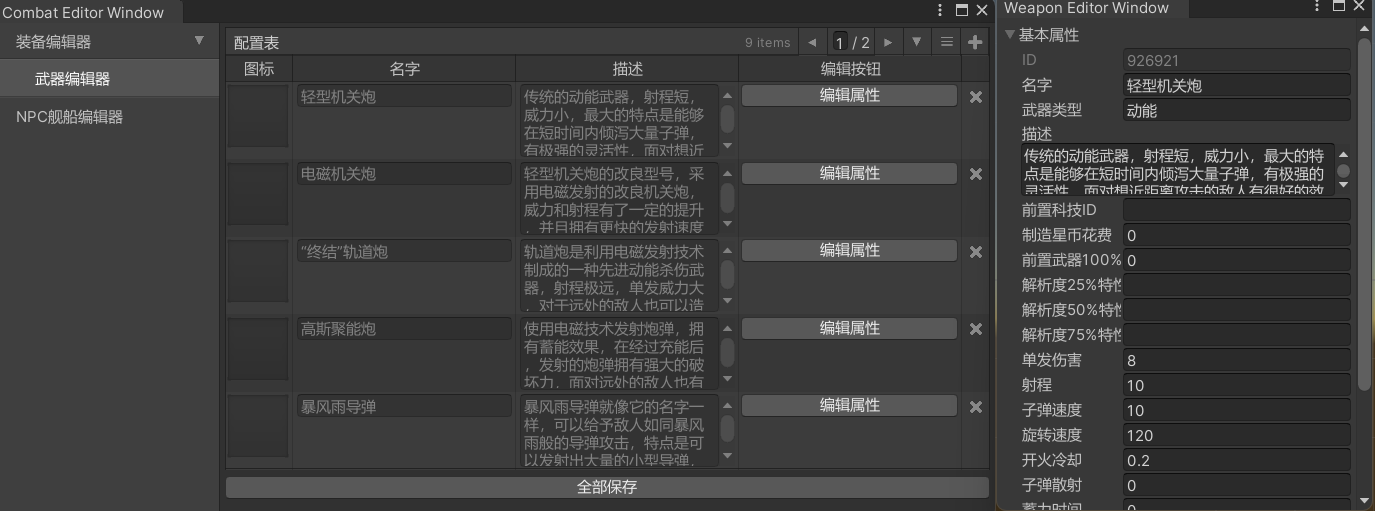 Combat Editor Window
装备编辑器
武器编辑器
NPC舰船编辑器
配置表
9 items
1 / 2
图标
名字
描述
编辑按钮
轻型机关炮
传统的动能武器，射程短，
威力小，最大的特点是能够
在短时间内倾泻大量子弹，
有极强的灵活性，面对想近
编辑属性
电磁机关炮
轻型机关炮的改良型号，采
用电磁发射的改良机关炮，
威力和射程有了一定的提升
，并且拥有更快的发射速度
编辑属性
“终结”轨道炮
轨道炮是利用电磁发射技术
制成的一种先进动能杀伤武
器，射程极远，单发威力大
，对于远处的敌人也可以造
编辑属性
高斯聚能炮
使用电磁技术发射炮弹，拥
有蓄能效果，在经过充能后
，发射的炮弹拥有强大的破
坏力，面对远处的敌人也有
编辑属性
暴风雨导弹
暴风雨导弹就像它的名字一
样，可以给予敌人如同暴风
雨般的导弹攻击，特点是可
以发射出大量的小型导弹，
编辑属性
全部保存
Weapon Editor Window
基本属性
ID 926921
名字 轻型机关炮
武器类型 动能
描述
传统的动能武器，射程短，威力小，最大的特
点是能够在短时间内倾泻大量子弹，有极强的
灵活性，面对想近距离攻击的敌人有很好的效
前置科技ID
制造星币花费 0
前置武器100% 0
解析度25%特性
解析度50%特性
解析度75%特性
单发伤害 8
射程 10
子弹速度 10
旋转速度 120
开火冷却 0.2
子弹散射 0
蓄力时间 0